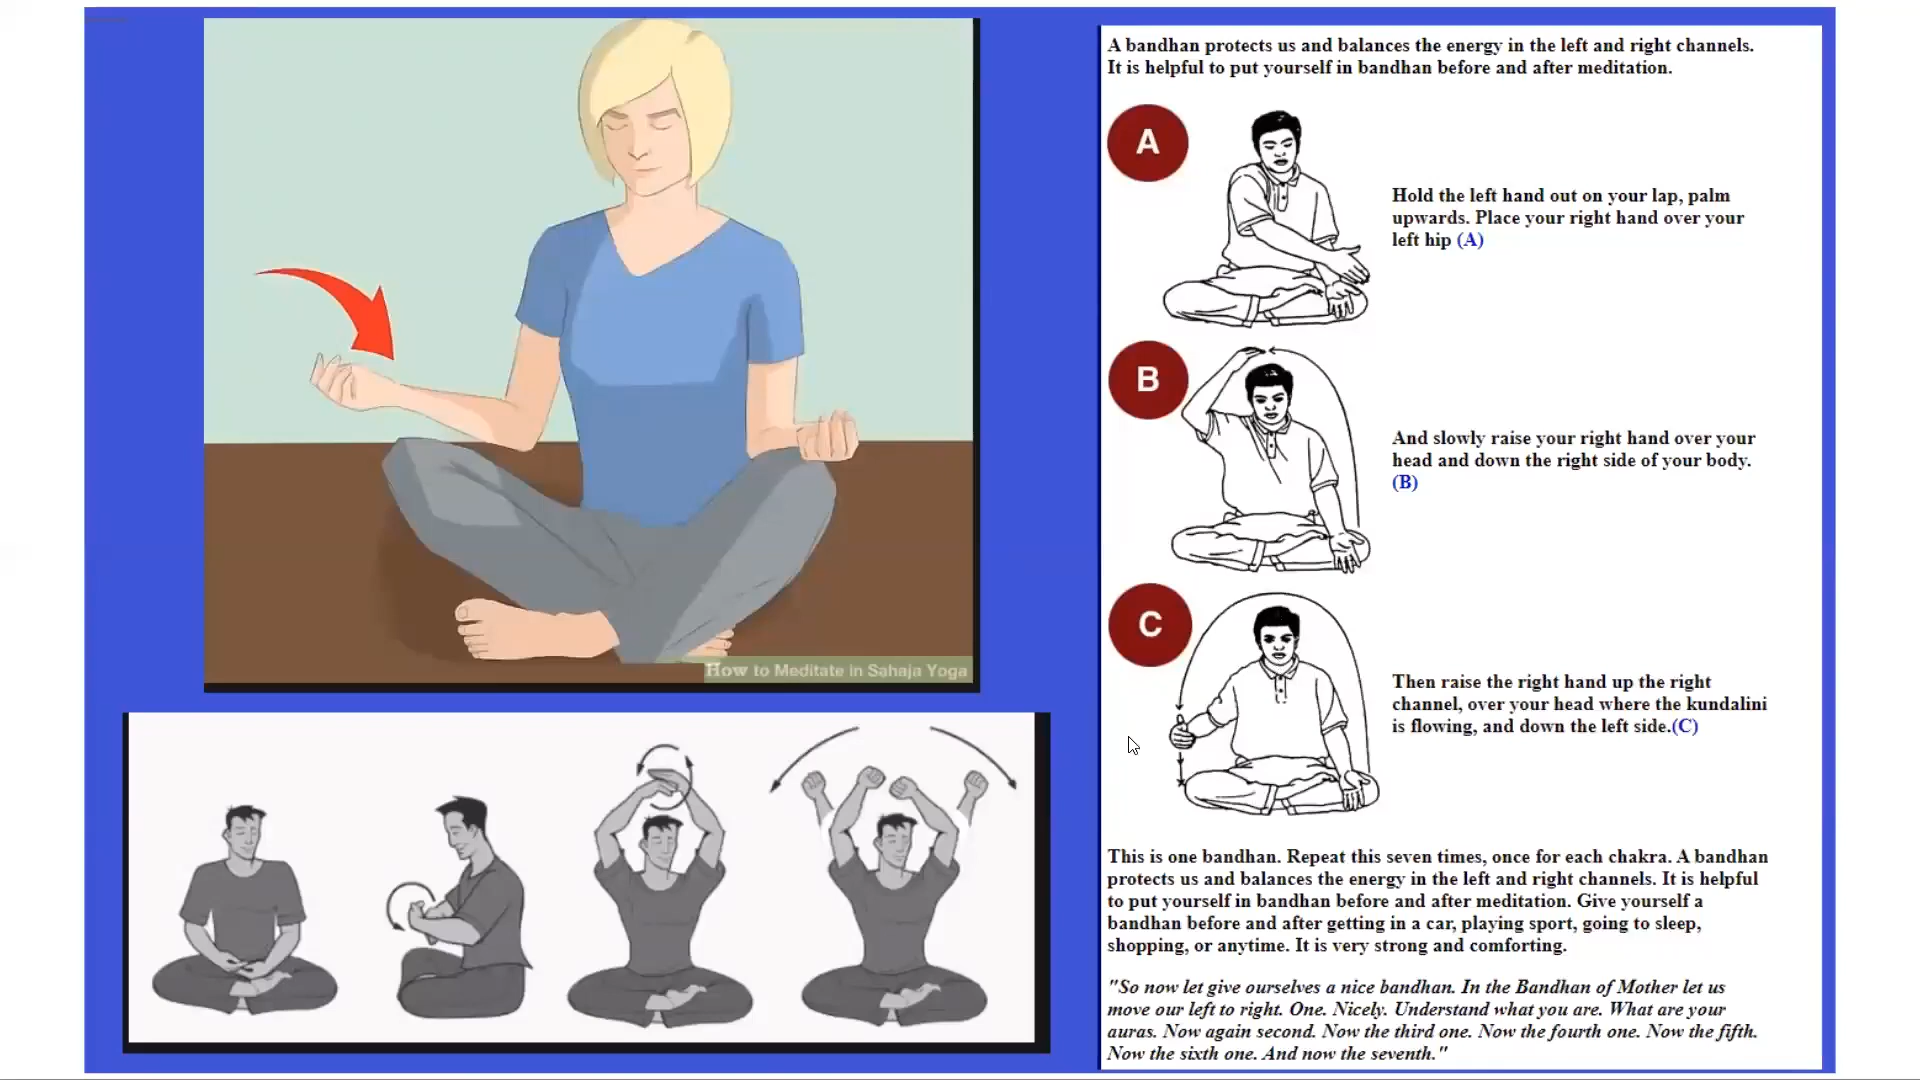 How to Meditate in Sahaja Yoga
A bandhan protects us and balances the energy in the left and right channels.
It is helpful to put yourself in bandhan before and after meditation.
A
Hold the left hand out on your lap, palm
upwards. Place your right hand over your
left hip (A)
B
And slowly raise your right hand over your
head and down the right side of your body.
(B)
C
Then raise the right hand up the right
channel, over your head where the kundalini
is flowing, and down the left side.(C)
This is one bandhan. Repeat this seven times, once for each chakra. A bandhan
protects us and balances the energy in the left and right channels. It is helpful
to put yourself in bandhan before and after meditation. Give yourself a
bandhan before and after getting in a car, playing sport, going to sleep,
shopping, or anytime. It is very strong and comforting.
"So now let give ourselves a nice bandhan. In the Bandhan of Mother let us
move our left to right. One. Nicely. Understand what you are. What are your
auras. Now again second. Now the third one. Now the fourth one. Now the fifth.
Now the sixth one. And now the seventh."